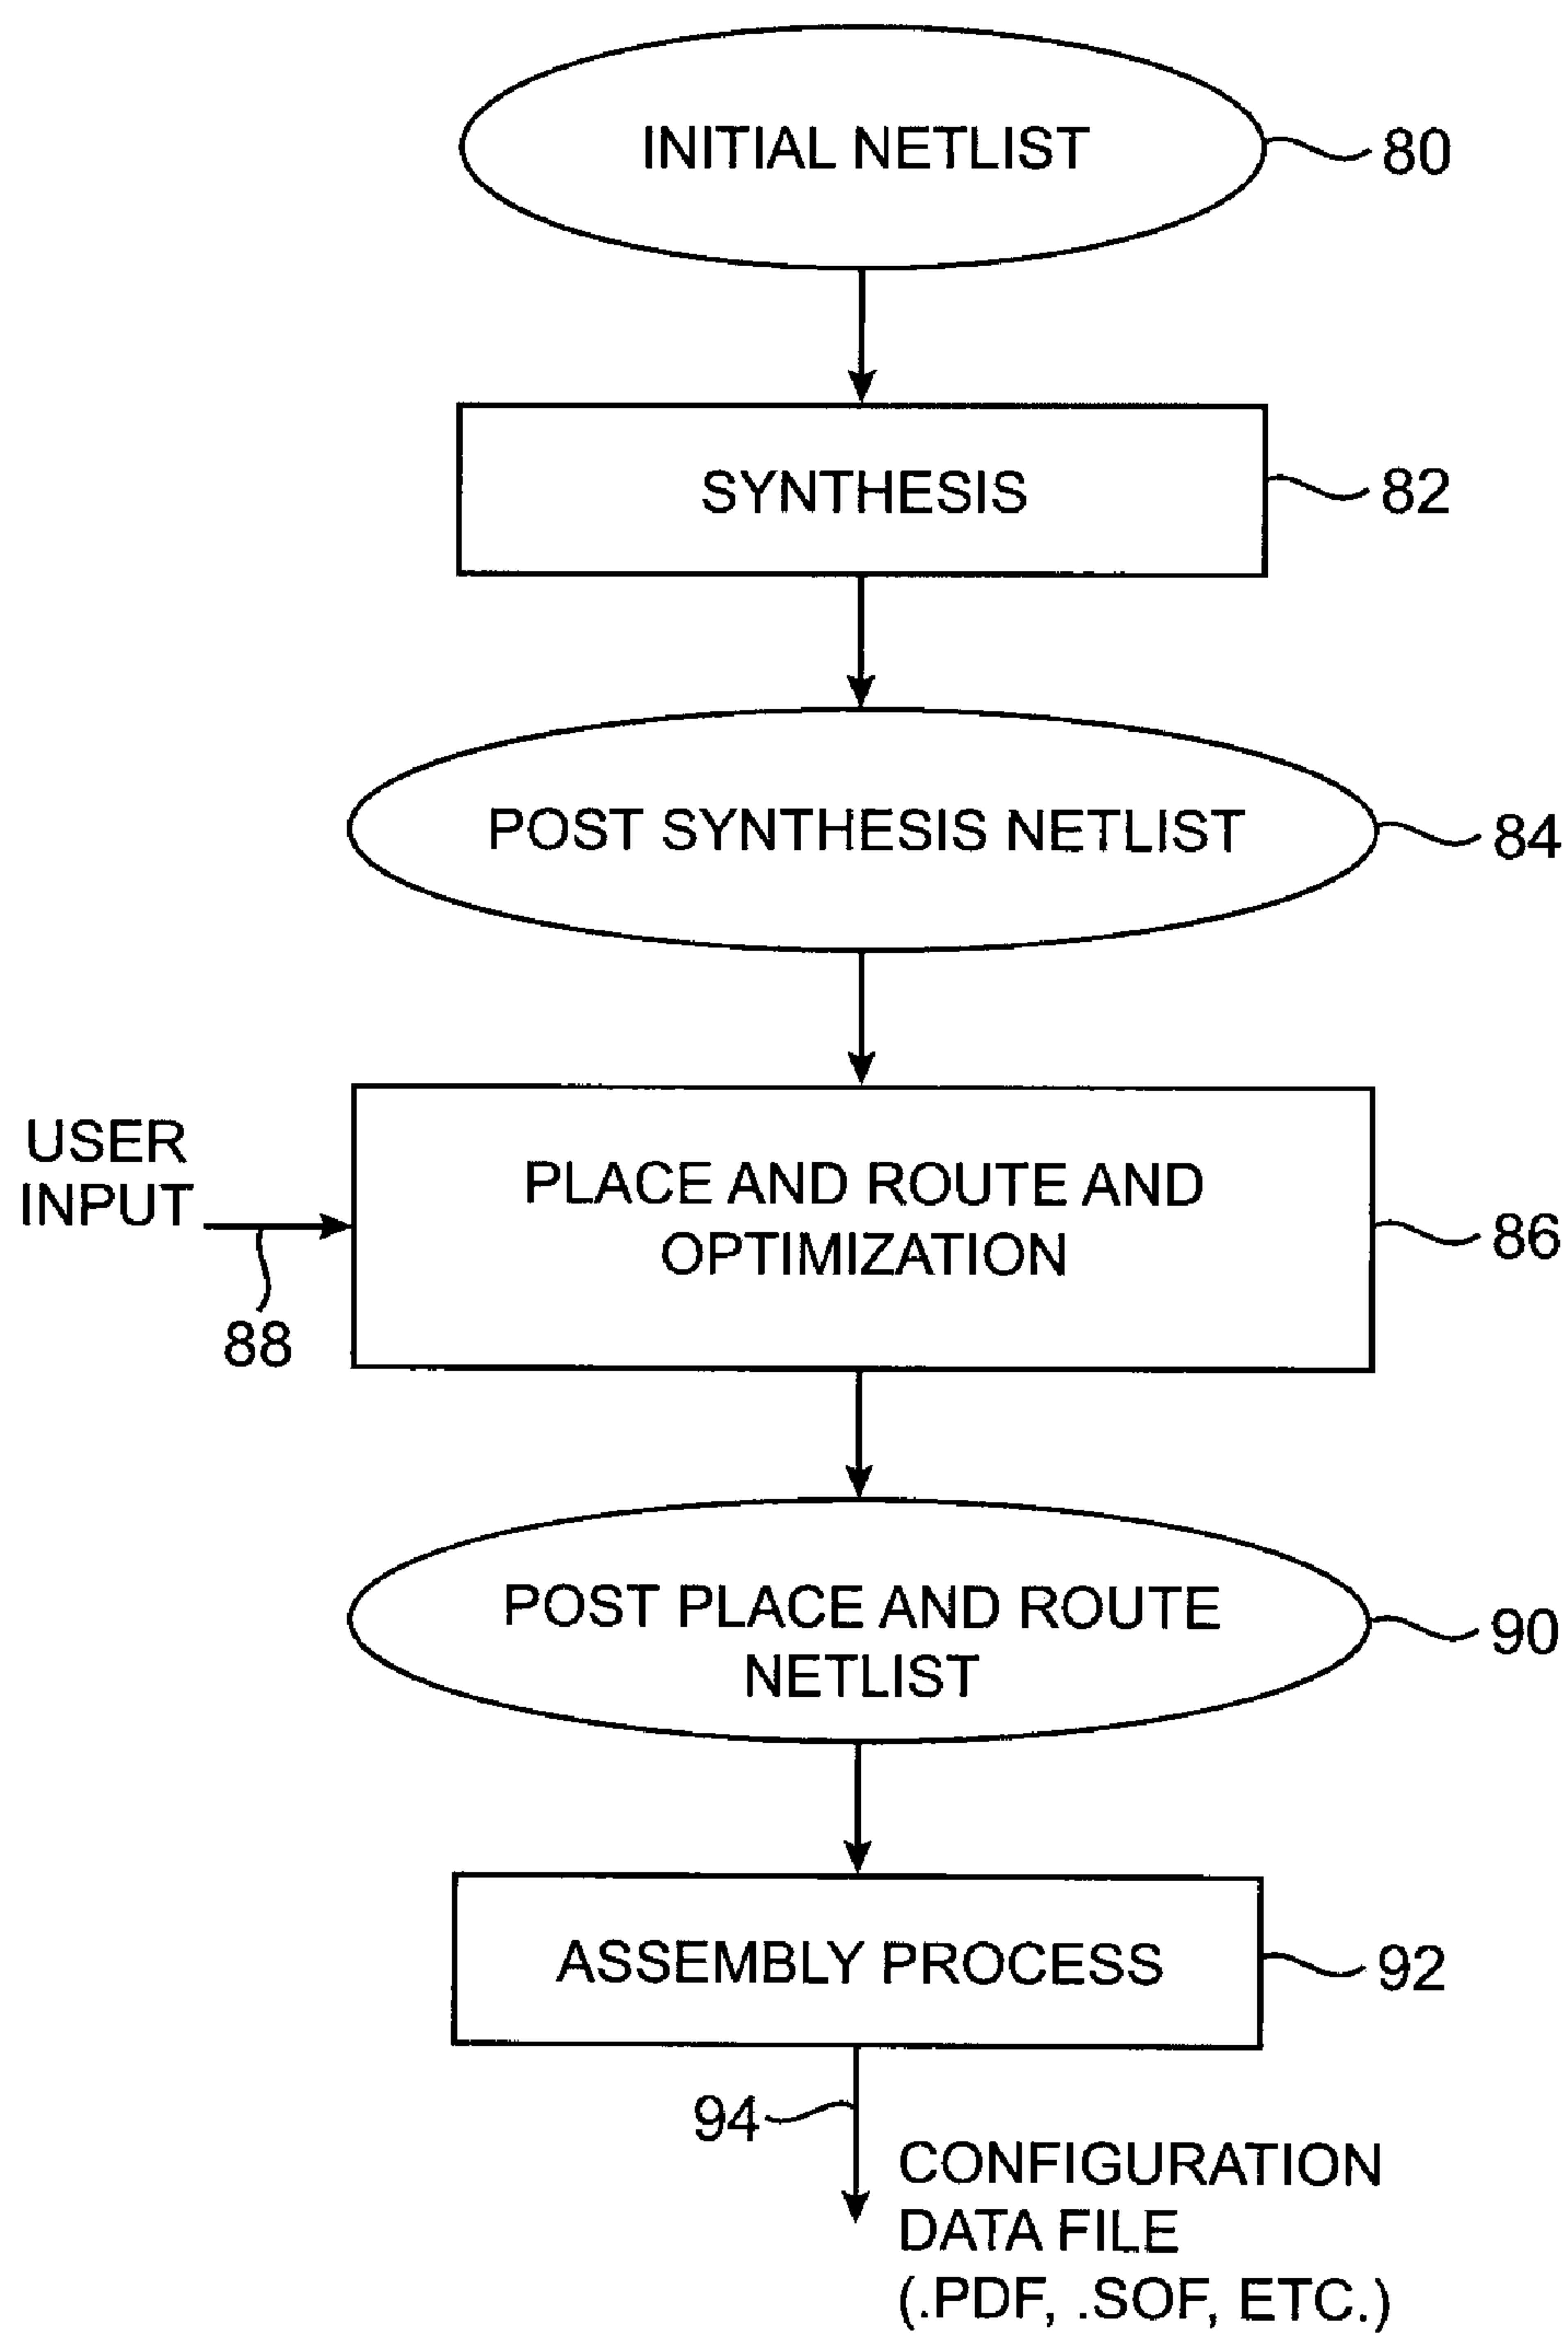 INITIAL NETLIST
80
SYNTHESIS
82
POST SYNTHESIS NETLIST
84
USER
INPUT
88
PLACE AND ROUTE AND
OPTIMIZATION
86
POST PLACE AND ROUTE
NETLIST
90
ASSEMBLY PROCESS
92
94
CONFIGURATION
DATA FILE
(.PDF, .SOF, ETC.)